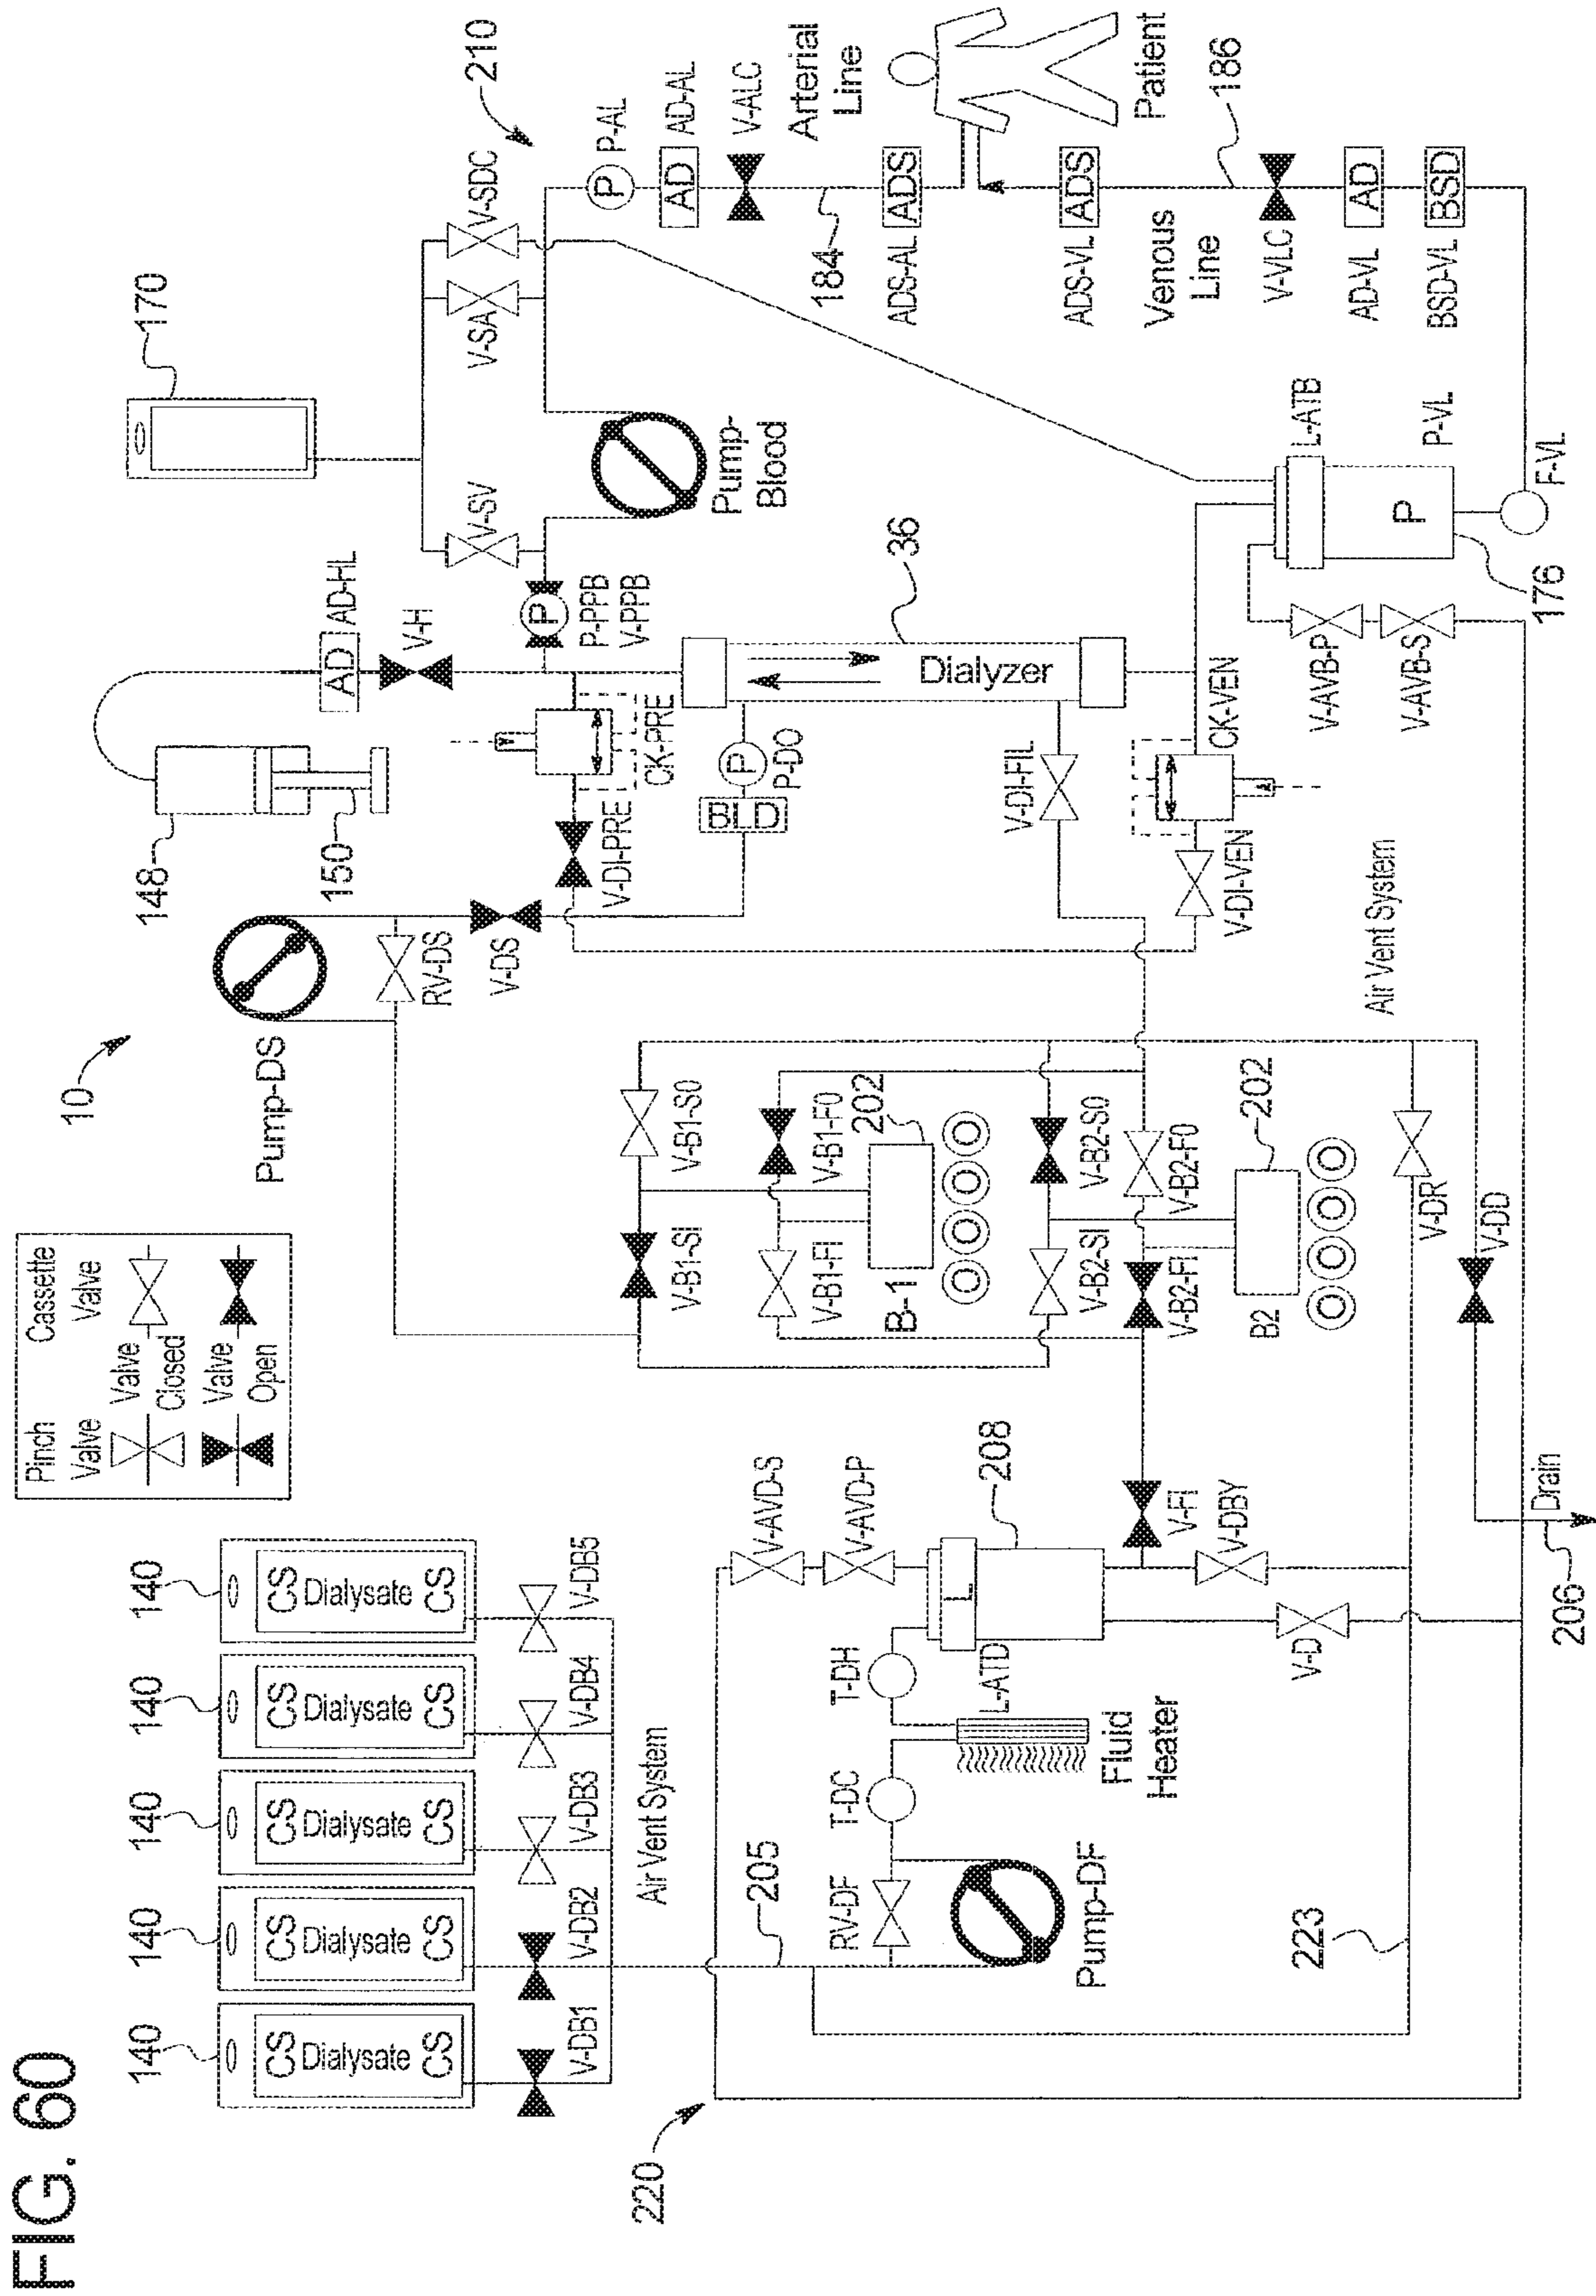 FIG. 60
10
Pinch Valve
Cassette Valve
Valve Closed
Valve Open
140
140
140
140
140
CS Dialysate CS
CS Dialysate CS
CS Dialysate CS
CS Dialysate CS
CS Dialysate CS
V-DB1
V-DB2
V-DB3
V-DB4
V-DB5
Air Vent System
220
205
RV-DF
Pump-DF
T-DC
T-DH
Fluid Heater
L-ATD
L
208
V-AVD-S
V-AVD-P
V-FI
V-DBY
V-D
223
206
Drain
Pump-DS
RV-DS
V-DS
V-B1-SI
V-B1-S0
V-B1-FI
V-B1-F0
B-1
202
V-B2-SI
V-B2-S0
V-B2-FI
V-B2-F0
B2
202
V-DR
V-DD
148
150
AD
AD-HL
V-H
P
P-PPB
V-PPB
CK-PRE
V-DI-PRE
BLD
P
P-DO
Dialyzer
36
V-DI-FIL
V-DI-VEN
CK-VEN
Air Vent System
170
V-SV
V-SA
V-SDC
210
Pump-Blood
P
P-AL
AD
AD-AL
V-ALC
Arterial Line
184
ADS
ADS-AL
Patient
ADS
ADS-VL
Venous Line
186
V-VLC
AD
AD-VL
BSD
BSD-VL
L-ATB
P
P-VL
F-VL
176
V-AVB-P
V-AVB-S